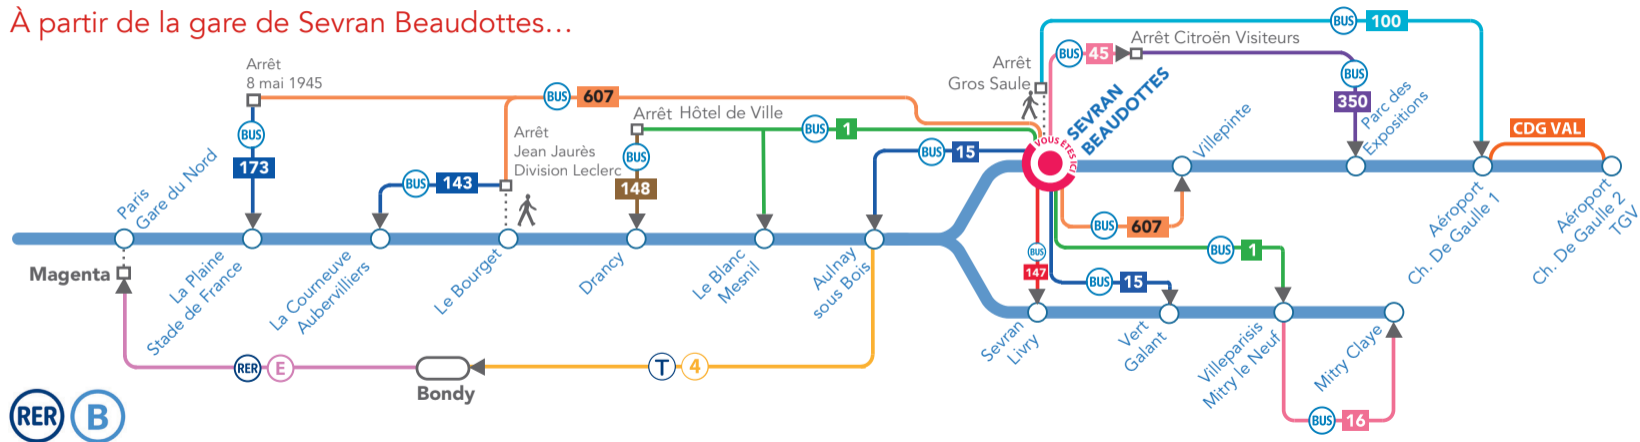 À partir de la gare de Sevran Beaudottes...
BUS 100
BUS 45
Arrêt Citroën Visiteurs
Arrêt
8 mai 1945
BUS 607
Arrêt
Gros Saule
SEVRAN
BEAUDOTTES
VOUS ÊTES ICI
BUS
350
Parc des
Expositions
Arrêt Hôtel de Ville
BUS 1
BUS
173
Arrêt
Jean Jaurès
Division Leclerc
BUS
148
BUS 15
Villepinte
CDG VAL
BUS 143
Paris
Gare du Nord
La Plaine
Stade de France
La Courneuve
Aubervilliers
Le Bourget
Drancy
Le Blanc
Mesnil
Aulnay
sous Bois
BUS 607
Aéroport
Ch. De Gaulle 1
Aéroport
Ch. De Gaulle 2
TGV
BUS
147
BUS 1
BUS 15
Magenta
Sevran
Livry
Vert
Galant
Villeparisis
Mitry le Neuf
Mitry Claye
RER E
Bondy
T 4
BUS 16
RER B